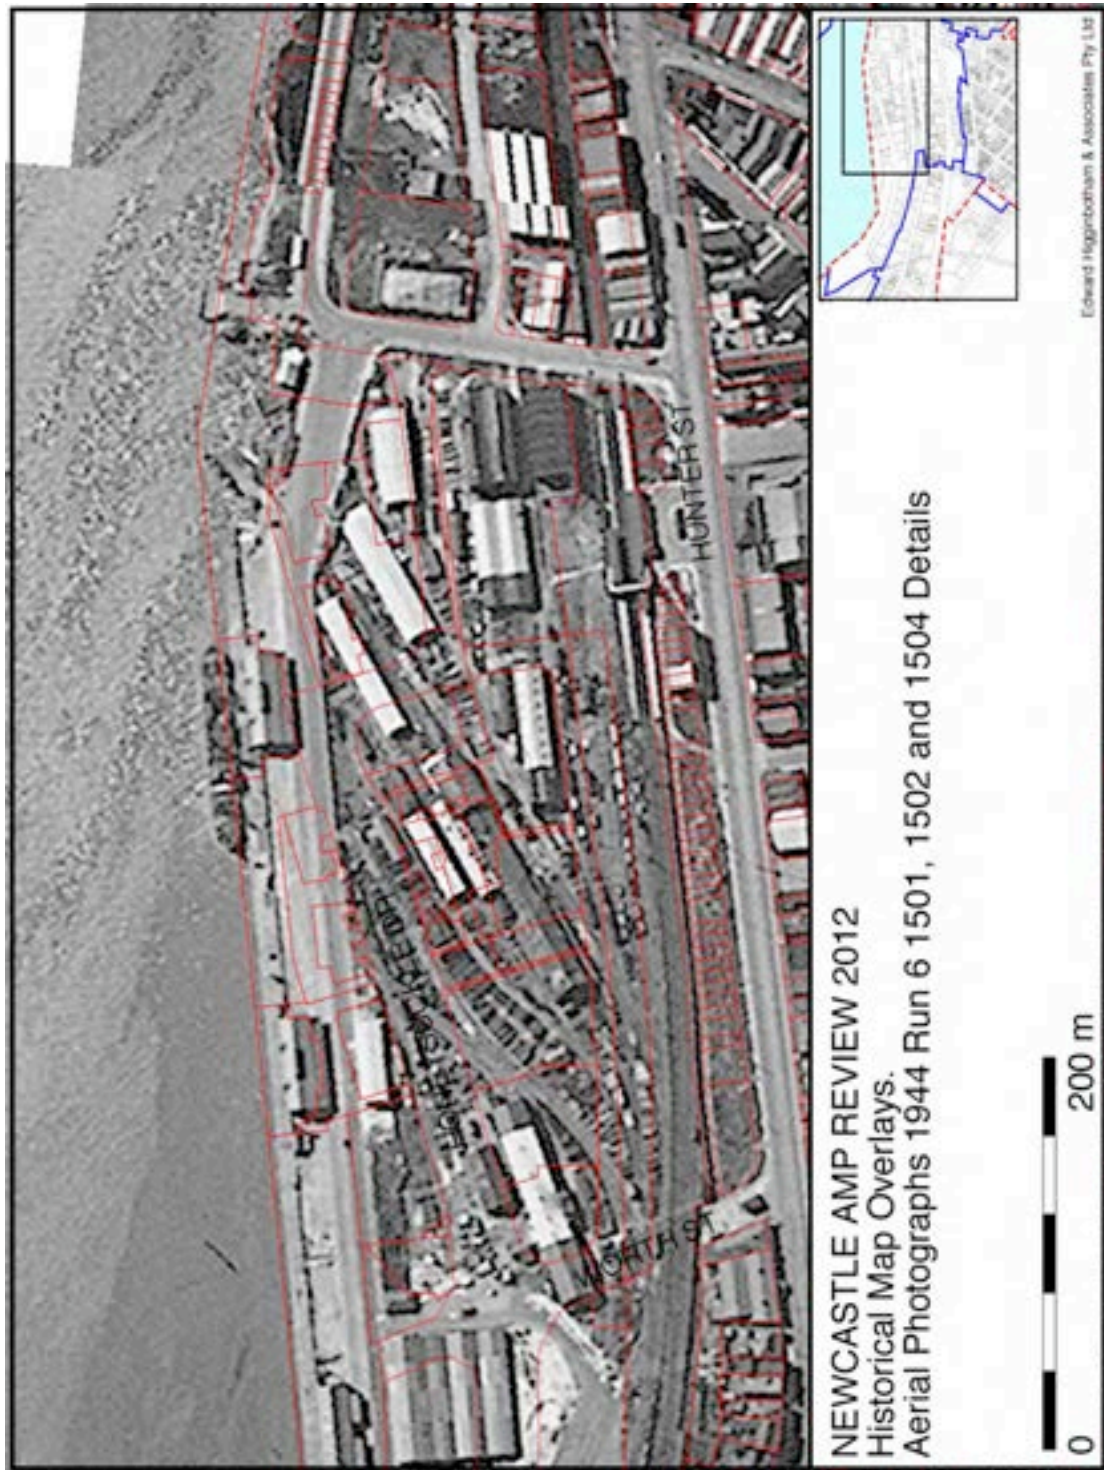 HUNTER ST
WORTH ST
NEWCASTLE AMP REVIEW 2012
Historical Map Overlays.
Aerial Photographs 1944 Run 6 1501, 1502 and 1504 Details
0
200 m
Edward Higginbotham & Associates Pty Ltd